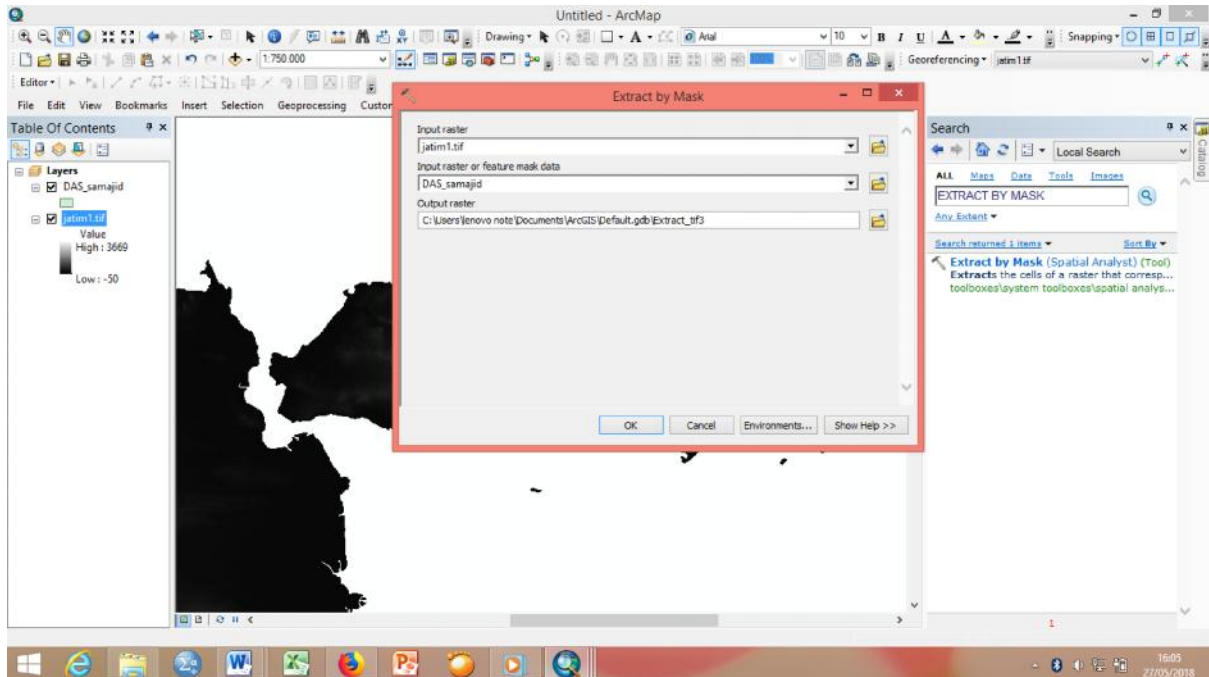 Untitled - ArcMap
Drawing A Arial 10 B I U A Snapping
1:750.000 Georeferencing jatim1.tif
Editor
File Edit View Bookmarks Insert Selection Geoprocessing Custor
Table Of Contents
Layers
DAS_samajid
jatim1.tif
Value
High : 3669
Low : -50
Extract by Mask
Input raster
jatim1.tif
Input raster or feature mask data
DAS_samajid
Output raster
C:\Users\lenovo note\Documents\ArcGIS\Default.gdb\Extract_tif3
OK Cancel Environments... Show Help >>
Search
Local Search
ALL Maps Data Tools Images
EXTRACT BY MASK
Any Extent
Search returned 1 items Sort By
Extract by Mask (Spatial Analyst) (Tool)
Extracts the cells of a raster that corresp...
toolboxes\system toolboxes\spatial analys...
1
Catalog
16:05
27/05/2018